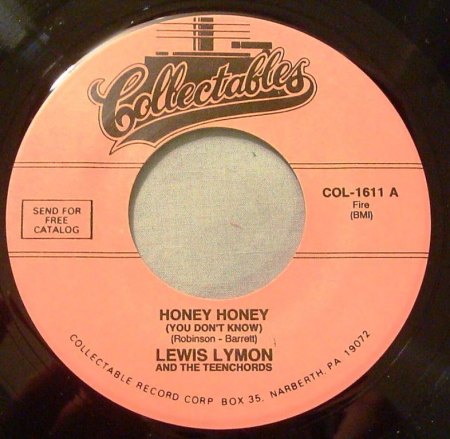 Collectables
COL-1611 A
Fire
(BMI)
SEND FOR
FREE
CATALOG
HONEY HONEY
(YOU DON'T KNOW)
(Robinson - Barrett)
LEWIS LYMON
AND THE TEENCHORDS
COLLECTABLE RECORD CORP BOX 35, NARBERTH, PA 19072